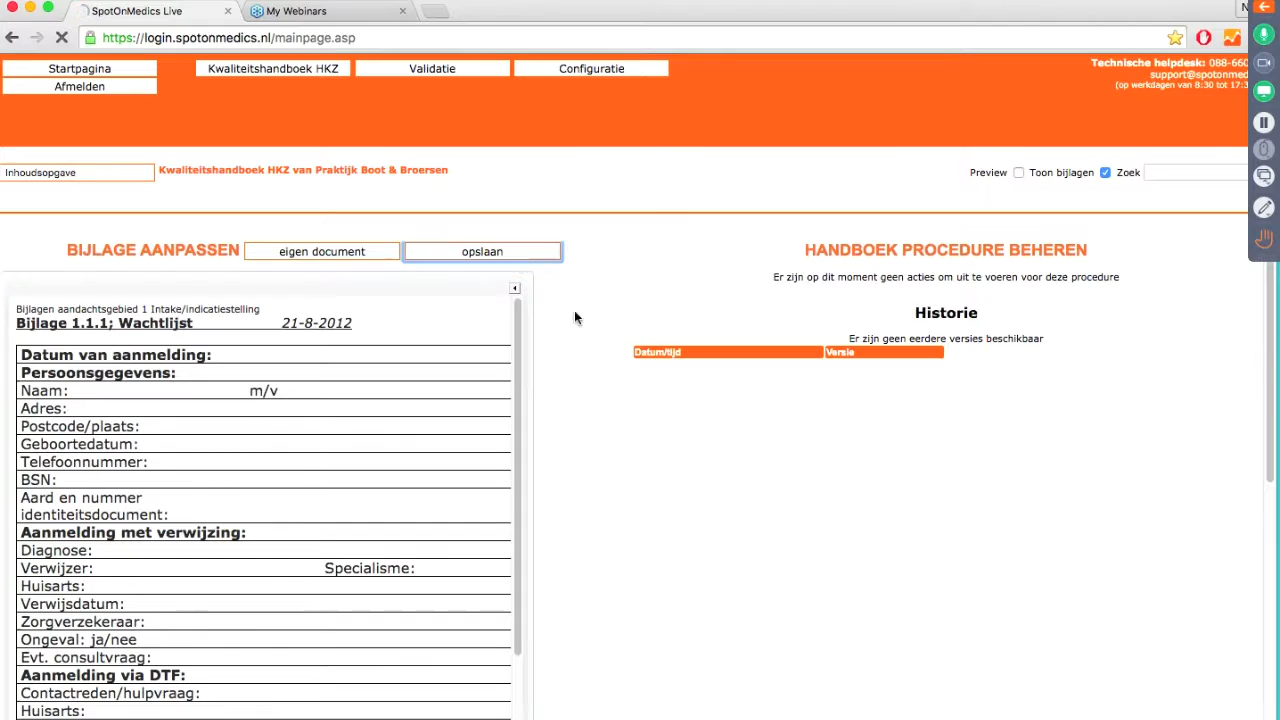 SpotOnMedics Live
My Webinars
https://login.spotonmedics.nl/mainpage.asp
Startpagina
Kwaliteitshandboek HKZ
Validatie
Configuratie
Afmelden
Technische helpdesk: 088-660
support@spotonmed
(op werkdagen van 8:30 tot 17:3
Inhoudsopgave
Kwaliteitshandboek HKZ van Praktijk Boot & Broersen
Preview
Toon bijlagen
Zoek
BIJLAGE AANPASSEN
eigen document
opslaan
Bijlagen aandachtsgebied 1 Intake/indicatiestelling
Bijlage 1.1.1; Wachtlijst 21-8-2012
Datum van aanmelding:
Persoonsgegevens:
Naam: m/v
Adres:
Postcode/plaats:
Geboortedatum:
Telefoonnummer:
BSN:
Aard en nummer
identiteitsdocument:
Aanmelding met verwijzing:
Diagnose:
Verwijzer: Specialisme:
Huisarts:
Verwijsdatum:
Zorgverzekeraar:
Ongeval: ja/nee
Evt. consultvraag:
Aanmelding via DTF:
Contactreden/hulpvraag:
Huisarts:
HANDBOEK PROCEDURE BEHEREN
Er zijn op dit moment geen acties om uit te voeren voor deze procedure
Historie
Er zijn geen eerdere versies beschikbaar
Datum/tijd Versie